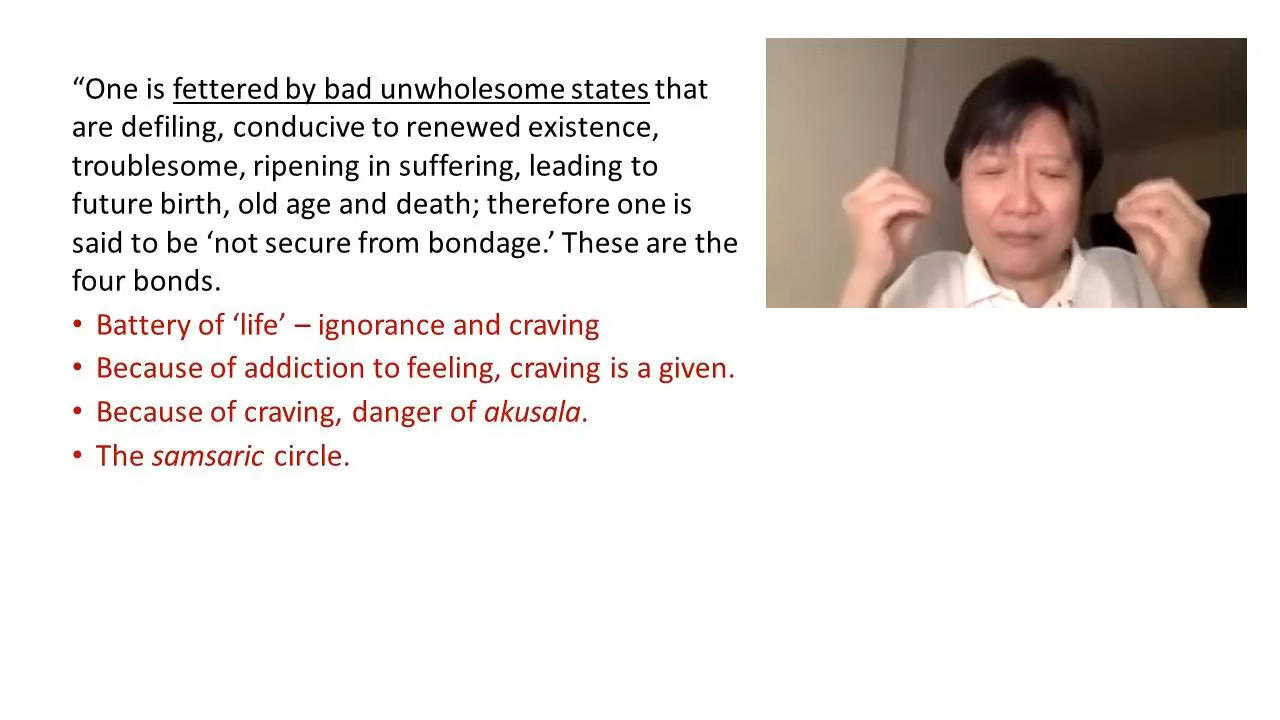 “One is fettered by bad unwholesome states that
are defiling, conducive to renewed existence,
troublesome, ripening in suffering, leading to
future birth, old age and death; therefore one is
said to be ‘not secure from bondage.’ These are the
four bonds.
• Battery of ‘life’ – ignorance and craving
• Because of addiction to feeling, craving is a given.
• Because of craving, danger of akusala.
• The samsaric circle.